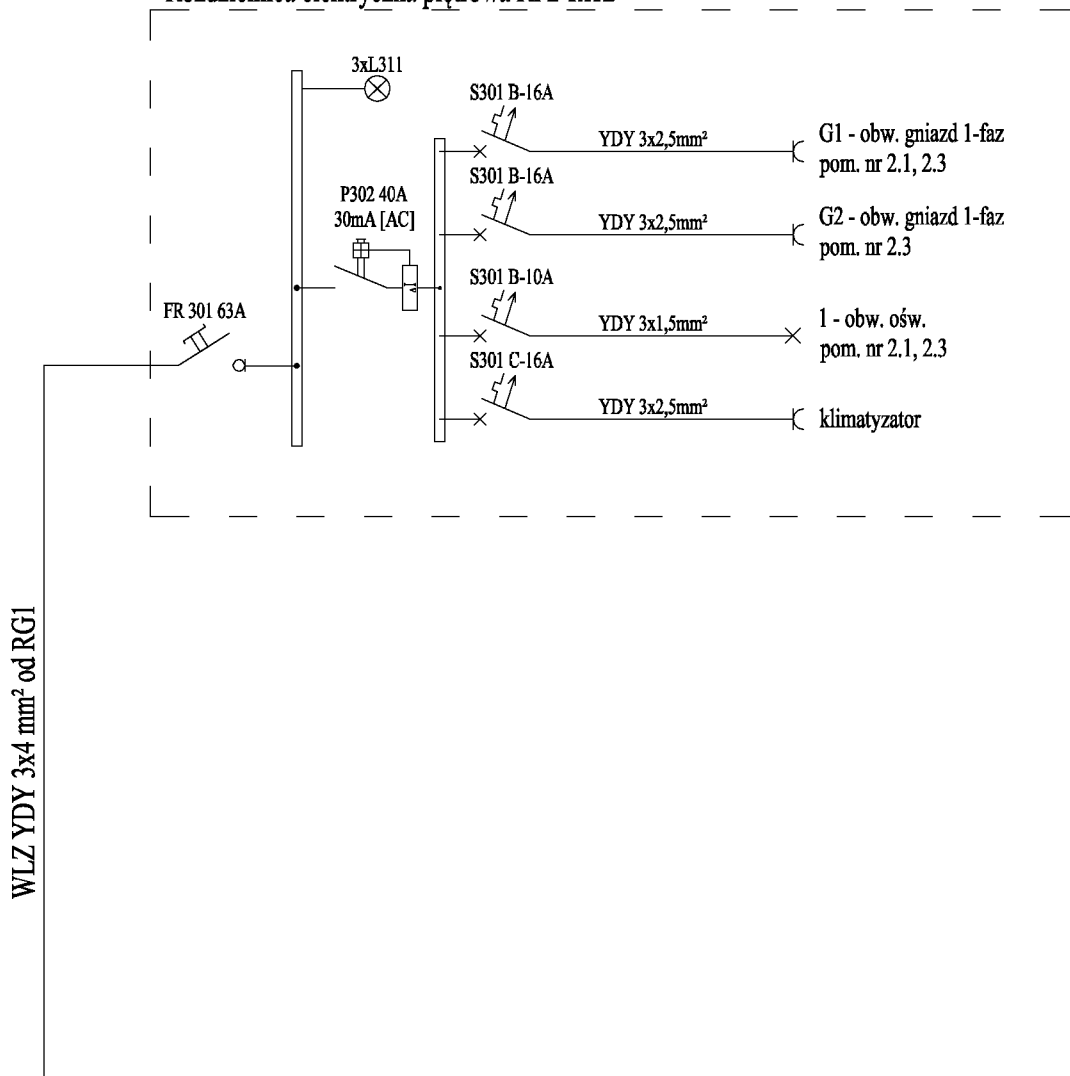 Rozdzielnica elektryczna piętrowa
3xL311
S301 B-16A
YDY 3x2,5mm²
G1 - obw. gniazd 1-faz
pom. nr 2.1, 2.3
S301 B-16A
P302 40A
30mA [AC]
YDY 3x2,5mm²
G2 - obw. gniazd 1-faz
pom. nr 2.3
S301 B-10A
FR 301 63A
YDY 3x1,5mm²
1 - obw. ośw.
pom. nr 2.1, 2.3
S301 C-16A
YDY 3x2,5mm²
klimatyzator
WLZ YDY 3x4 mm² od RG1